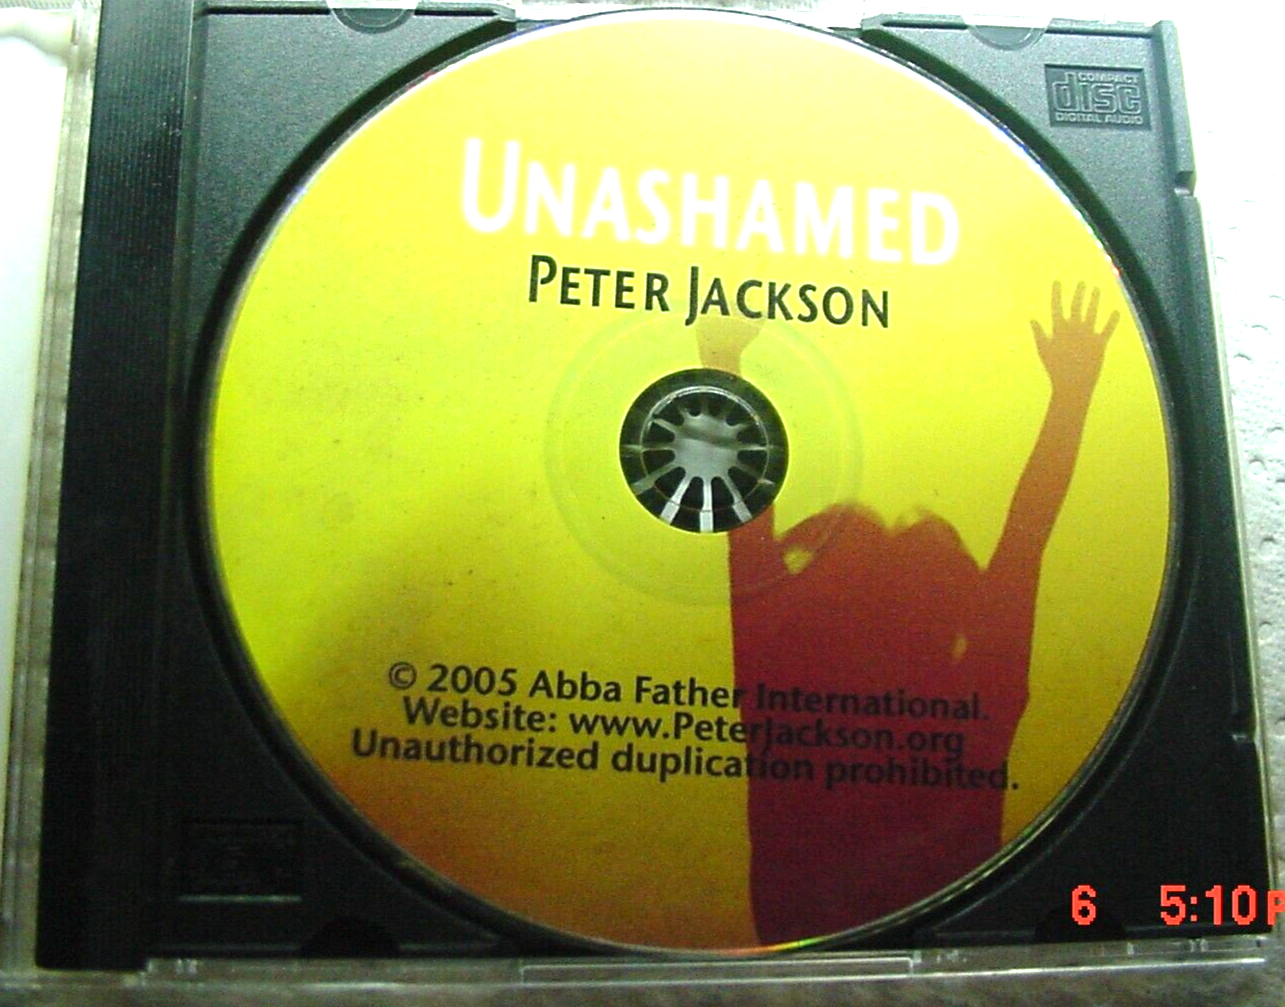 COMPACT
disc
DIGITAL AUDIO
UNASHAMED
PETER JACKSON
© 2005 Abba Father International.
Website: www.PeterJackson.org
Unauthorized duplication prohibited.
6 5:10P